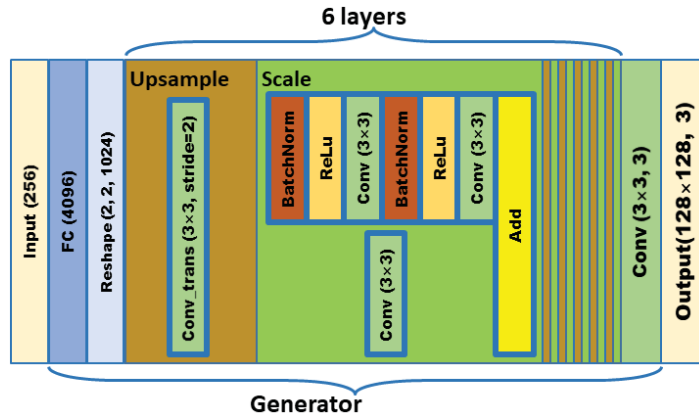 6 layers
Input (256)
FC (4096)
Reshape (2, 2, 1024)
Upsample
Conv_trans (3×3, stride=2)
Scale
BatchNorm
ReLu
Conv (3×3)
BatchNorm
ReLu
Conv (3×3)
Add
Conv (3×3)
Conv (3×3, 3)
Output(128×128, 3)
Generator